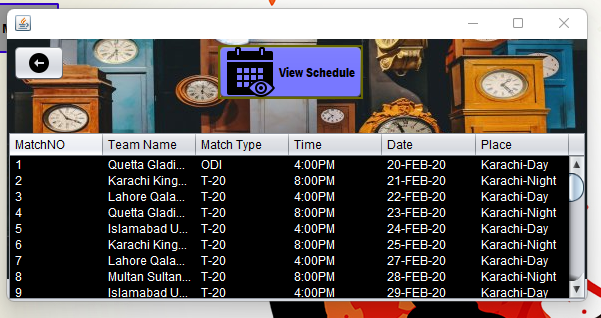 View Schedule
MatchNO Team Name Match Type Time Date Place
1 Quetta Gladi... ODI 4:00PM 20-FEB-20 Karachi-Day
2 Karachi King... T-20 8:00PM 21-FEB-20 Karachi-Night
3 Lahore Qala... T-20 4:00PM 22-FEB-20 Karachi-Day
4 Quetta Gladi... T-20 8:00PM 23-FEB-20 Karachi-Night
5 Islamabad U... T-20 4:00PM 24-FEB-20 Karachi-Day
6 Karachi King... T-20 8:00PM 25-FEB-20 Karachi-Night
7 Lahore Qala... T-20 4:00PM 27-FEB-20 Karachi-Day
8 Multan Sultan... T-20 8:00PM 28-FEB-20 Karachi-Night
9 Islamabad U... T-20 4:00PM 29-FEB-20 Karachi-Day